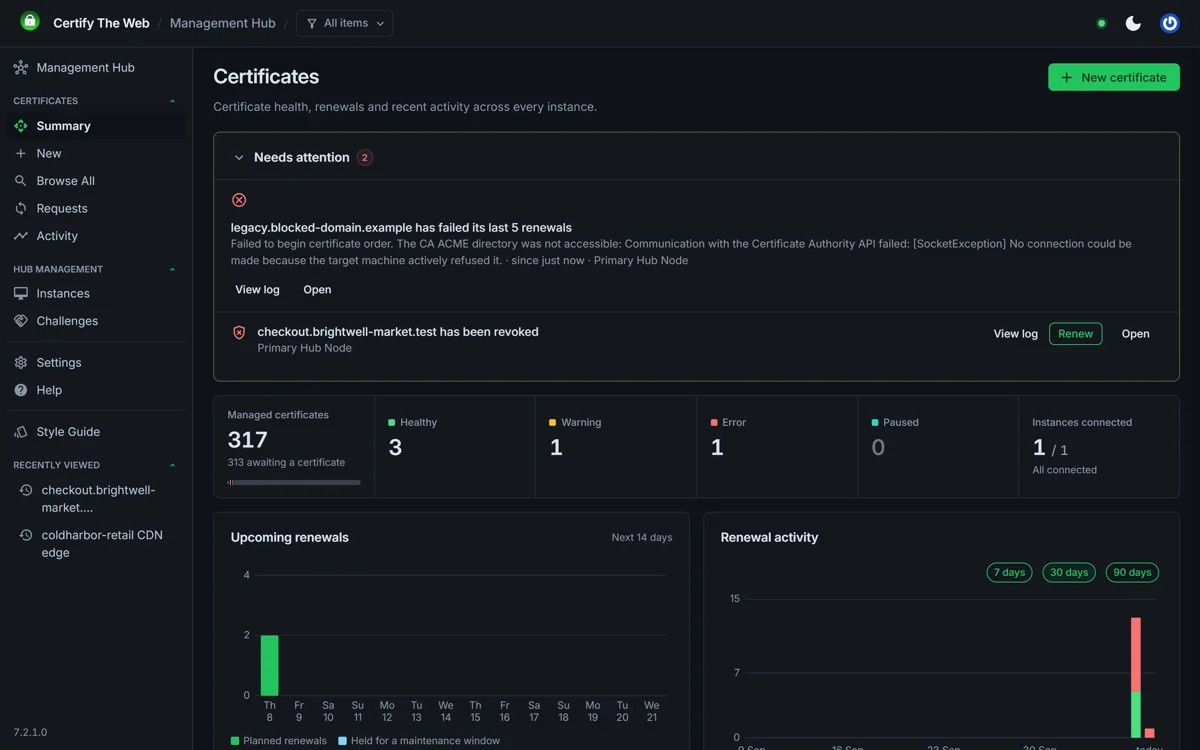 Certify The Web / Management Hub / All items
Management Hub
CERTIFICATES
Summary
New
Browse All
Requests
Activity
HUB MANAGEMENT
Instances
Challenges
Settings
Help
Style Guide
RECENTLY VIEWED
checkout.brightwell-
market....
coldharbor-retail CDN
edge
7.2.1.0
Certificates
New certificate
Certificate health, renewals and recent activity across every instance.
Needs attention 2
legacy.blocked-domain.example has failed its last 5 renewals
Failed to begin certificate order. The CA ACME directory was not accessible: Communication with the Certificate Authority API failed: [SocketException] No connection could be
made because the target machine actively refused it. · since just now · Primary Hub Node
View log Open
checkout.brightwell-market.test has been revoked
Primary Hub Node
View log Renew Open
Managed certificates
317
313 awaiting a certificate
Healthy
3
Warning
1
Error
1
Paused
0
Instances connected
1 / 1
All connected
Upcoming renewals
Next 14 days
4
2
0
Th Fr Sa Su Mo Tu We Th Fr Sa Su Mo Tu We
8 9 10 11 12 13 14 15 16 17 18 19 20 21
Planned renewals Held for a maintenance window
Renewal activity
7 days 30 days 90 days
15
7
0
9 Sep 16 Sep 23 Sep 30 Sep today